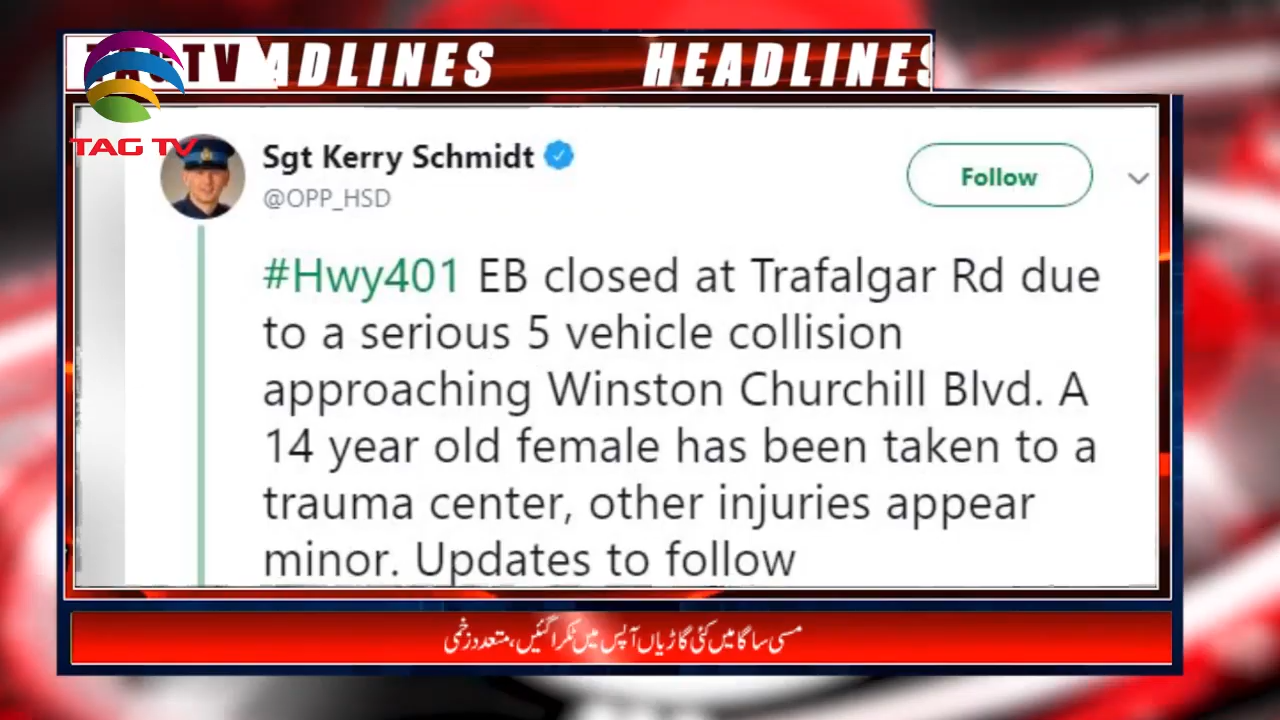 TAG TV
ADLINES
HEADLINES
TAG TV
Sgt Kerry Schmidt
@OPP_HSD
Follow
#Hwy401 EB closed at Trafalgar Rd due
to a serious 5 vehicle collision
approaching Winston Churchill Blvd. A
14 year old female has been taken to a
trauma center, other injuries appear
minor. Updates to follow
مسی ساگا میں کئی گاڑیاں آپس میں ٹکرا گئیں، متعدد زخمی